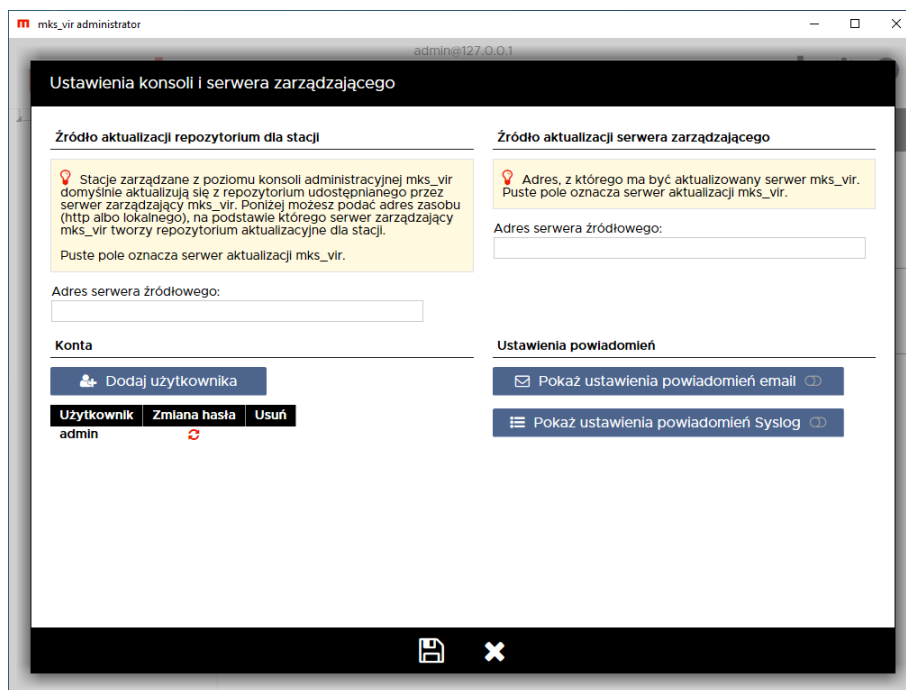 mks_vir administrator
admin@127.0.0.1
Ustawienia konsoli i serwera zarządzającego
Źródło aktualizacji repozytorium dla stacji
Stacje zarządzane z poziomu konsoli administracyjnej mks_vir
domyślnie aktualizują się z repozytorium udostępnianego przez
serwer zarządzający mks_vir. Poniżej możesz podać adres zasobu
(http albo lokalnego), na podstawie którego serwer zarządzający
mks_vir tworzy repozytorium aktualizacyjne dla stacji.
Puste pole oznacza serwer aktualizacji mks_vir.
Adres serwera źródłowego:
Źródło aktualizacji serwera zarządzającego
Adres, z którego ma być aktualizowany serwer mks_vir.
Puste pole oznacza serwer aktualizacji mks_vir.
Adres serwera źródłowego:
Konta
Dodaj użytkownika
Użytkownik Zmiana hasła Usuń
admin
Ustawienia powiadomień
Pokaż ustawienia powiadomień email
Pokaż ustawienia powiadomień Syslog